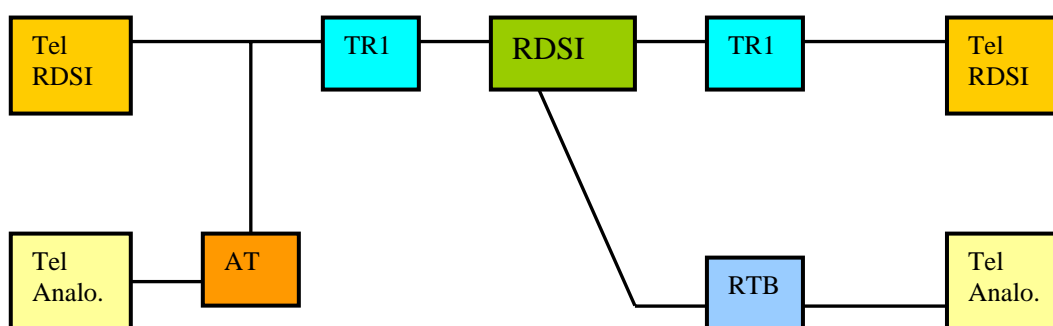 Tel
RDSI
TR1
RDSI
TR1
Tel
RDSI
Tel
Analo.
AT
RTB
Tel
Analo.